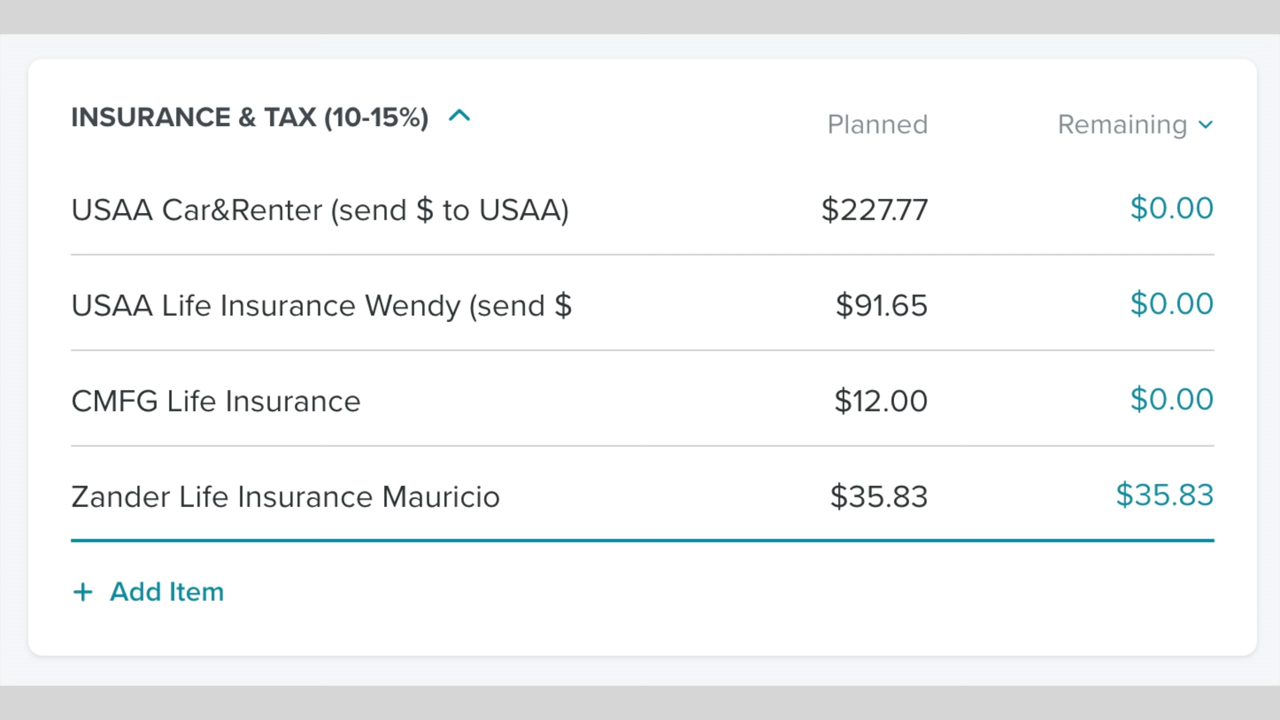 INSURANCE & TAX (10-15%) Planned Remaining
USAA Car&Renter (send $ to USAA) $227.77 $0.00
USAA Life Insurance Wendy (send $ $91.65 $0.00
CMFG Life Insurance $12.00 $0.00
Zander Life Insurance Mauricio $35.83 $35.83
+ Add Item